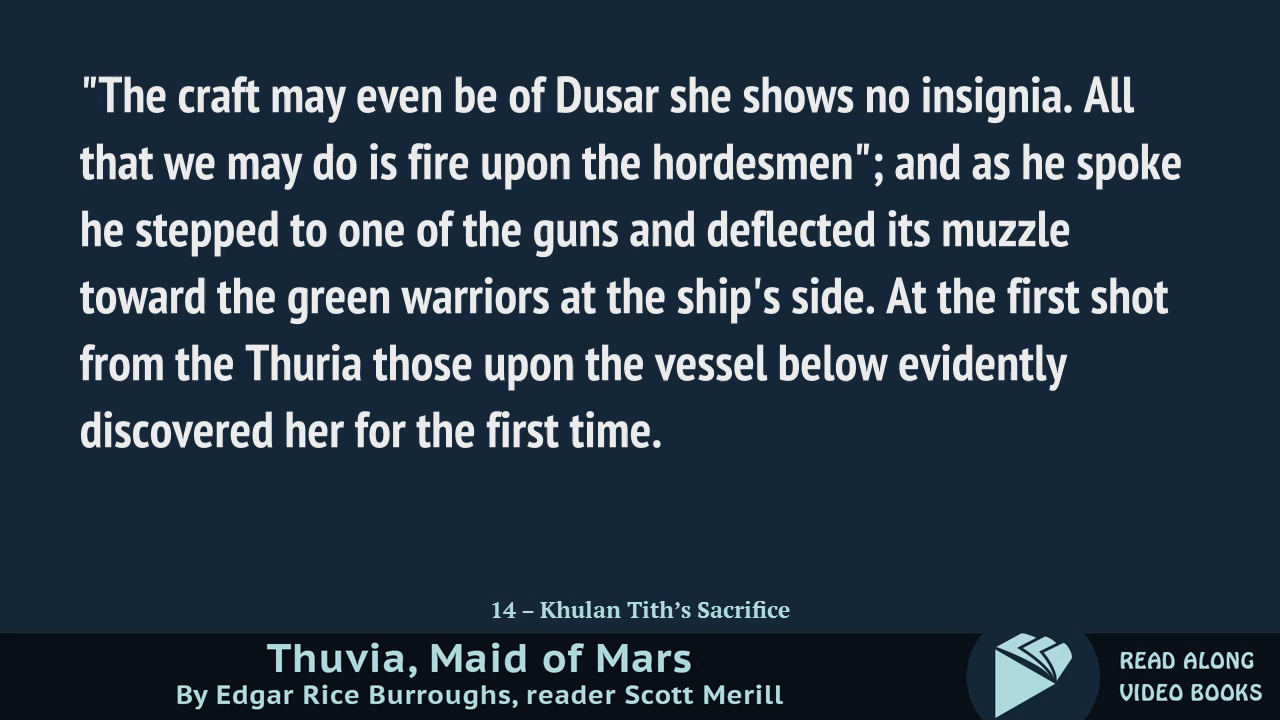 "The craft may even be of Dusar she shows no insignia. All
that we may do is fire upon the hordesmen"; and as he spoke
he stepped to one of the guns and deflected its muzzle
toward the green warriors at the ship's side. At the first shot
from the Thuria those upon the vessel below evidently
discovered her for the first time.
14 – Khulan Tith’s Sacrifice
Thuvia, Maid of Mars
By Edgar Rice Burroughs, reader Scott Merill
READ ALONG
VIDEO BOOKS